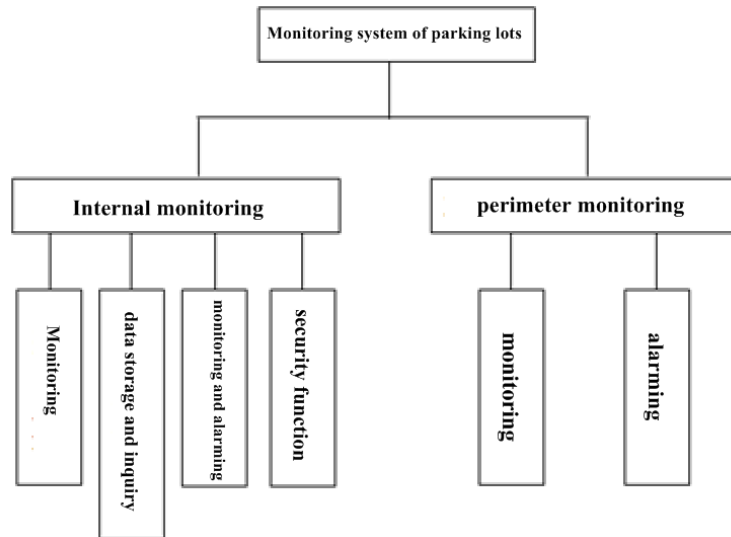 Monitoring system of parking lots
Internal monitoring
perimeter monitoring
Monitoring
data storage and inquiry
monitoring and alarming
security function
monitoring
alarming